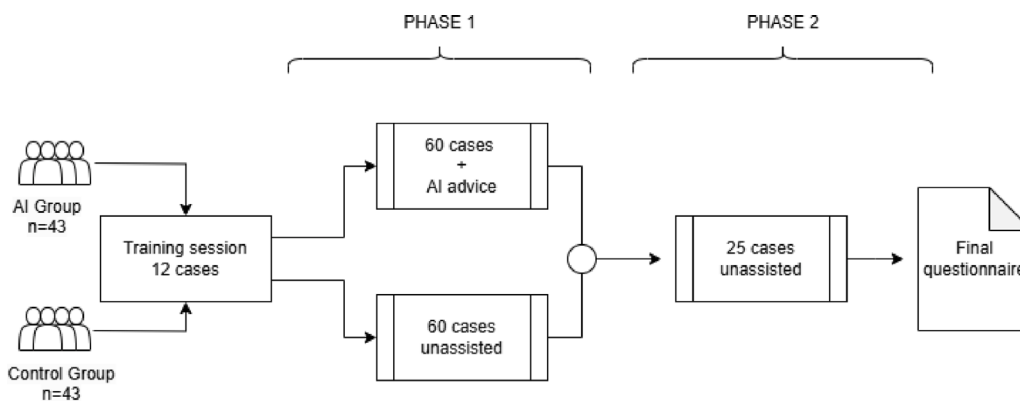 PHASE 1
PHASE 2
AI Group
n=43
Control Group
n=43
Training session
12 cases
60 cases
+
AI advice
60 cases
unassisted
25 cases
unassisted
Final
questionnaire